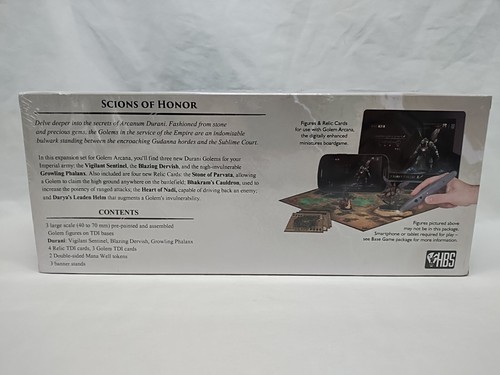 SCIONS OF HONOR
Delve deeper into the secrets of Arcanum Durani. Fashioned from stone
and precious gems, the Golems in the service of the Empire are an indomitable
bulwark standing between the encroaching Gudanna hordes and the Sublime Court.
In this expansion set for Golem Arcana, you'll find three new Durani Golems for your
Imperial army: the Vigilant Sentinel, the Blazing Dervish, and the nigh-invulnerable
Growling Phalanx. Also included are four new Relic Cards: the Stone of Parvata, allowing
a Golem to claim the high ground anywhere on the battlefield; Bhakram's Cauldron, used to
increase the potency of ranged attacks; the Heart of Nadi, capable of driving back an enemy;
and Durya's Leaden Helm that augments a Golem's invulnerability.
CONTENTS
3 large scale (40 to 70 mm) pre-painted and assembled
Golem figures on TDI bases
Durani: Vigilant Sentinel, Blazing Dervish, Growling Phalanx
4 Relic TDI cards, 3 Golem TDI cards
2 Double-sided Mana Well tokens
3 banner stands
Figures & Relic Cards
for use with Golem Arcana,
the digitally enhanced
miniatures boardgame.
Figures pictured above
may not be in this package.
Smartphone or tablet required for play –
see Base Game package for more information.
HBS